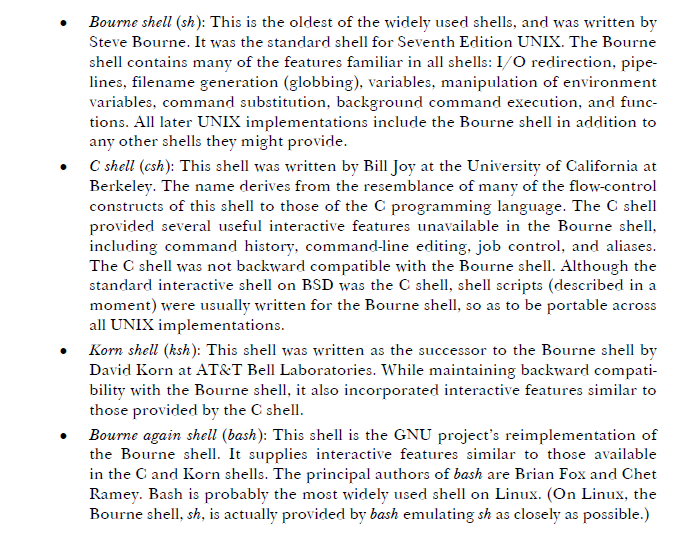 • Bourne shell (sh): This is the oldest of the widely used shells, and was written by
Steve Bourne. It was the standard shell for Seventh Edition UNIX. The Bourne
shell contains many of the features familiar in all shells: I/O redirection, pipe-
lines, filename generation (globbing), variables, manipulation of environment
variables, command substitution, background command execution, and func-
tions. All later UNIX implementations include the Bourne shell in addition to
any other shells they might provide.
• C shell (csh): This shell was written by Bill Joy at the University of California at
Berkeley. The name derives from the resemblance of many of the flow-control
constructs of this shell to those of the C programming language. The C shell
provided several useful interactive features unavailable in the Bourne shell,
including command history, command-line editing, job control, and aliases.
The C shell was not backward compatible with the Bourne shell. Although the
standard interactive shell on BSD was the C shell, shell scripts (described in a
moment) were usually written for the Bourne shell, so as to be portable across
all UNIX implementations.
• Korn shell (ksh): This shell was written as the successor to the Bourne shell by
David Korn at AT&T Bell Laboratories. While maintaining backward compati-
bility with the Bourne shell, it also incorporated interactive features similar to
those provided by the C shell.
• Bourne again shell (bash): This shell is the GNU project’s reimplementation of
the Bourne shell. It supplies interactive features similar to those available
in the C and Korn shells. The principal authors of bash are Brian Fox and Chet
Ramey. Bash is probably the most widely used shell on Linux. (On Linux, the
Bourne shell, sh, is actually provided by bash emulating sh as closely as possible.)